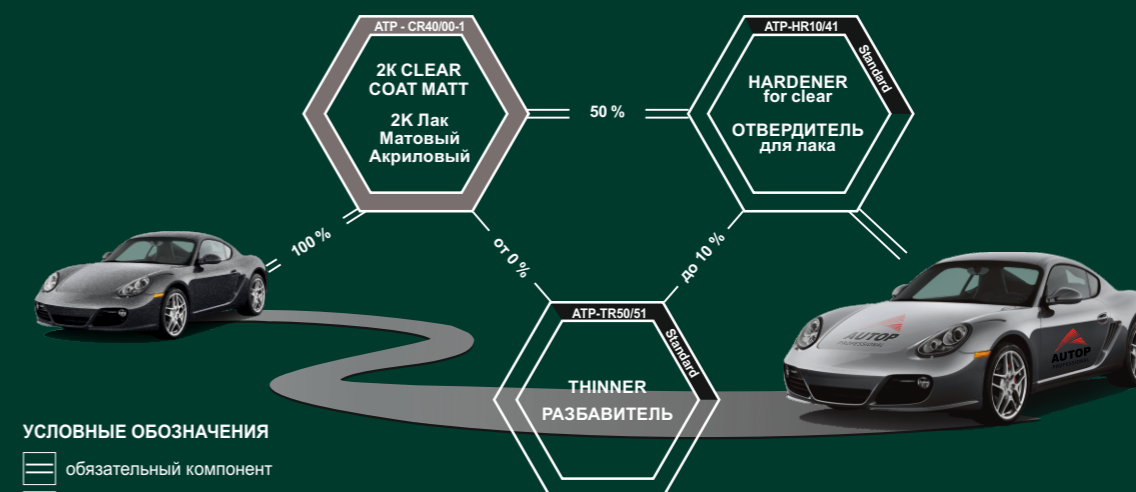 ATP - CR40/00-1
2K CLEAR
COAT MATT
2K Лак
Матовый
Акриловый
50 %
ATP-HR10/41
Standard
HARDENER
for clear
ОТВЕРДИТЕЛЬ
для лака
100 %
от 0 %
до 10 %
ATP-TR50/51
Standard
THINNER
РАЗБАВИТЕЛЬ
AUTOP
PROFESSIONAL
AUTOP
PROFESSIONAL
УСЛОВНЫЕ ОБОЗНАЧЕНИЯ
обязательный компонент